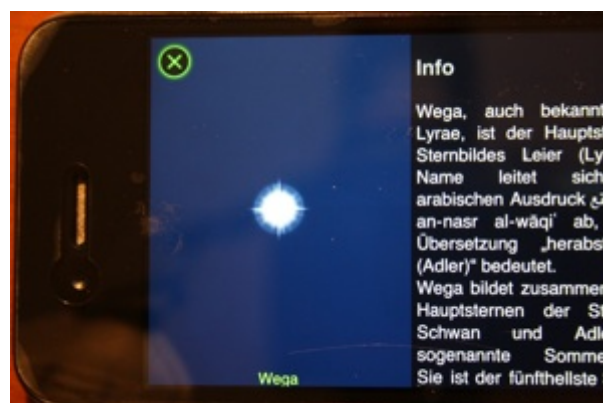 Info
Wega, auch bekannt
Lyrae, ist der Hauptst
Sternbildes Leier (Ly
Name leitet sich
arabischen Ausdruck
an-nasr al-wāqi' ab,
Übersetzung „herabst
(Adler)“ bedeutet.
Wega bildet zusammen
Hauptsternen der St
Schwan und Adle
sogenannte Somme
Sie ist der fünfthellste
Wega